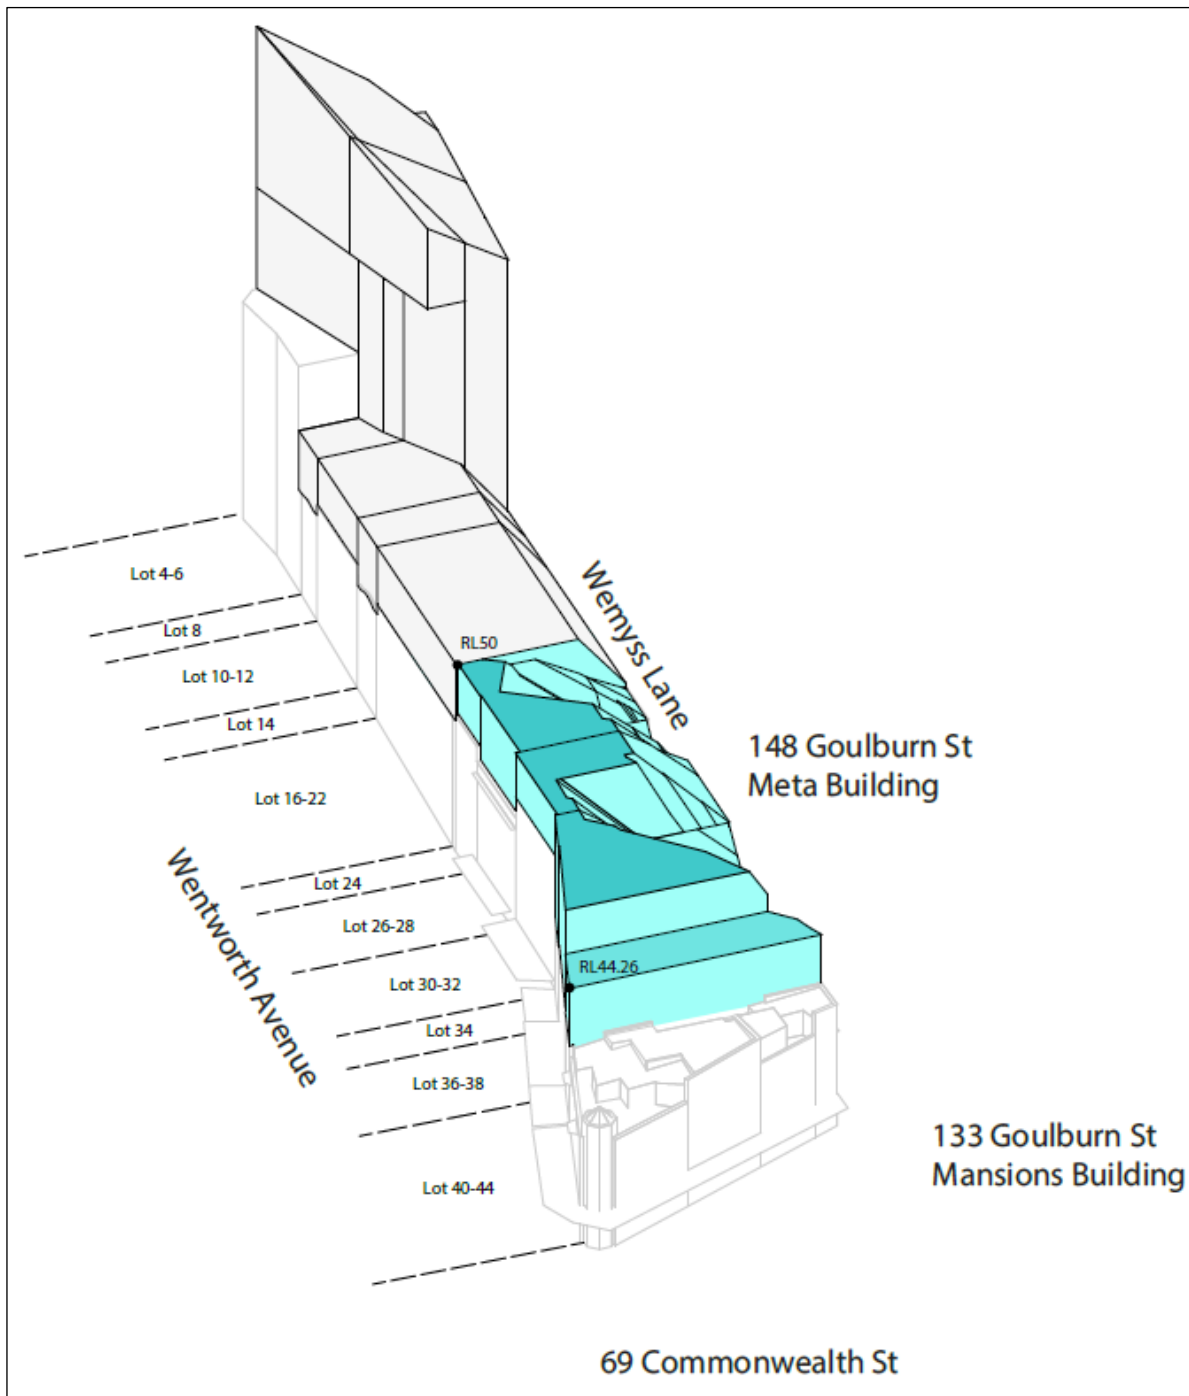 Lot 4-6
Lot 8
Lot 10-12
Lot 14
Lot 16-22
Lot 24
Lot 26-28
Lot 30-32
Lot 34
Lot 36-38
Lot 40-44
Wentworth Avenue
RL50
Wemyss Lane
RL44.26
148 Goulburn St
Meta Building
133 Goulburn St
Mansions Building
69 Commonwealth St